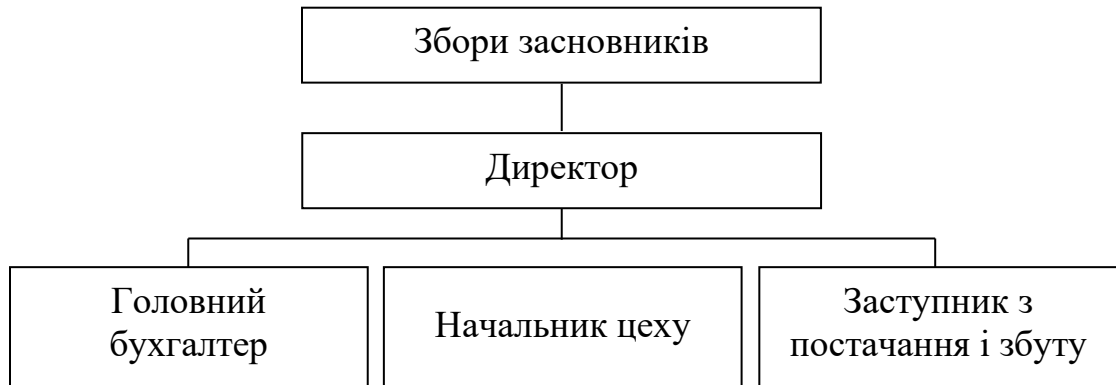 Збори засновників
Директор
Головний
бухгалтер
Начальник цеху
Заступник з
постачання і збуту